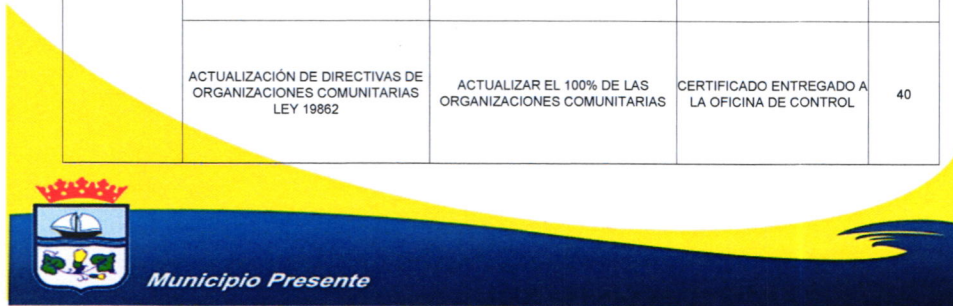 ACTUALIZACIÓN DE DIRECTIVAS DE
ORGANIZACIONES COMUNITARIAS
LEY 19862
ACTUALIZAR EL 100% DE LAS
ORGANIZACIONES COMUNITARIAS
CERTIFICADO ENTREGADO A
LA OFICINA DE CONTROL
40
Municipio Presente